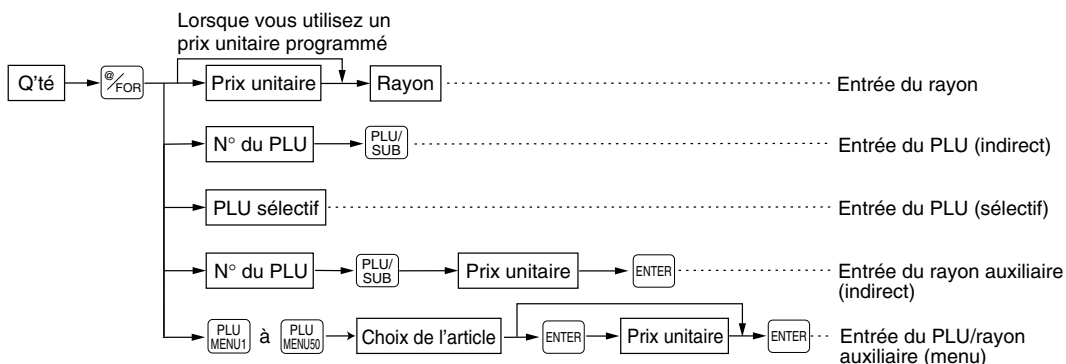 Lorsque vous utilisez un
prix unitaire programmé
Q'té @/FOR Prix unitaire Rayon Entrée du rayon
N° du PLU PLU/SUB Entrée du PLU (indirect)
PLU sélectif Entrée du PLU (sélectif)
N° du PLU PLU/SUB Prix unitaire ENTER Entrée du rayon auxiliaire
(indirect)
PLU MENU1 à PLU MENU50 Choix de l'article ENTER Prix unitaire ENTER Entrée du PLU/rayon
auxiliaire (menu)